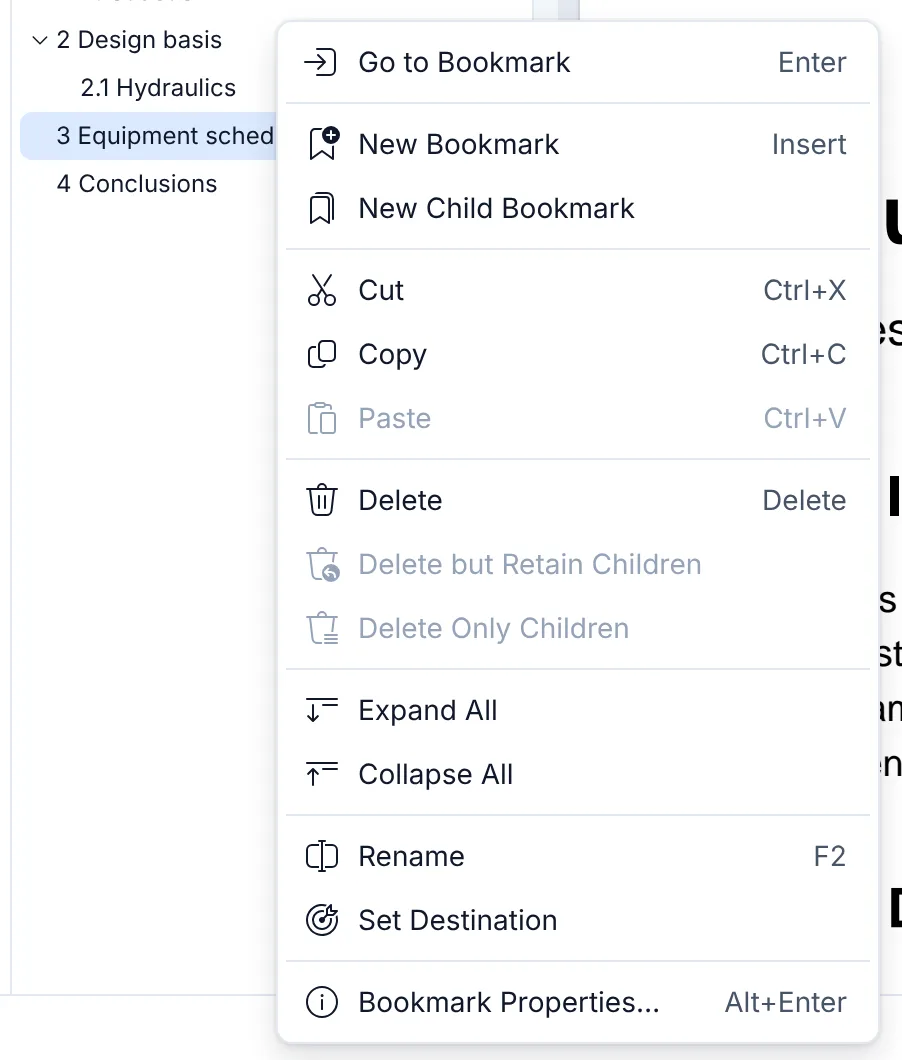 2 Design basis
2.1 Hydraulics
3 Equipment sched
4 Conclusions
Go to Bookmark Enter
New Bookmark Insert
New Child Bookmark
Cut Ctrl+X
Copy Ctrl+C
Paste Ctrl+V
Delete Delete
Delete but Retain Children
Delete Only Children
Expand All
Collapse All
Rename F2
Set Destination
Bookmark Properties... Alt+Enter